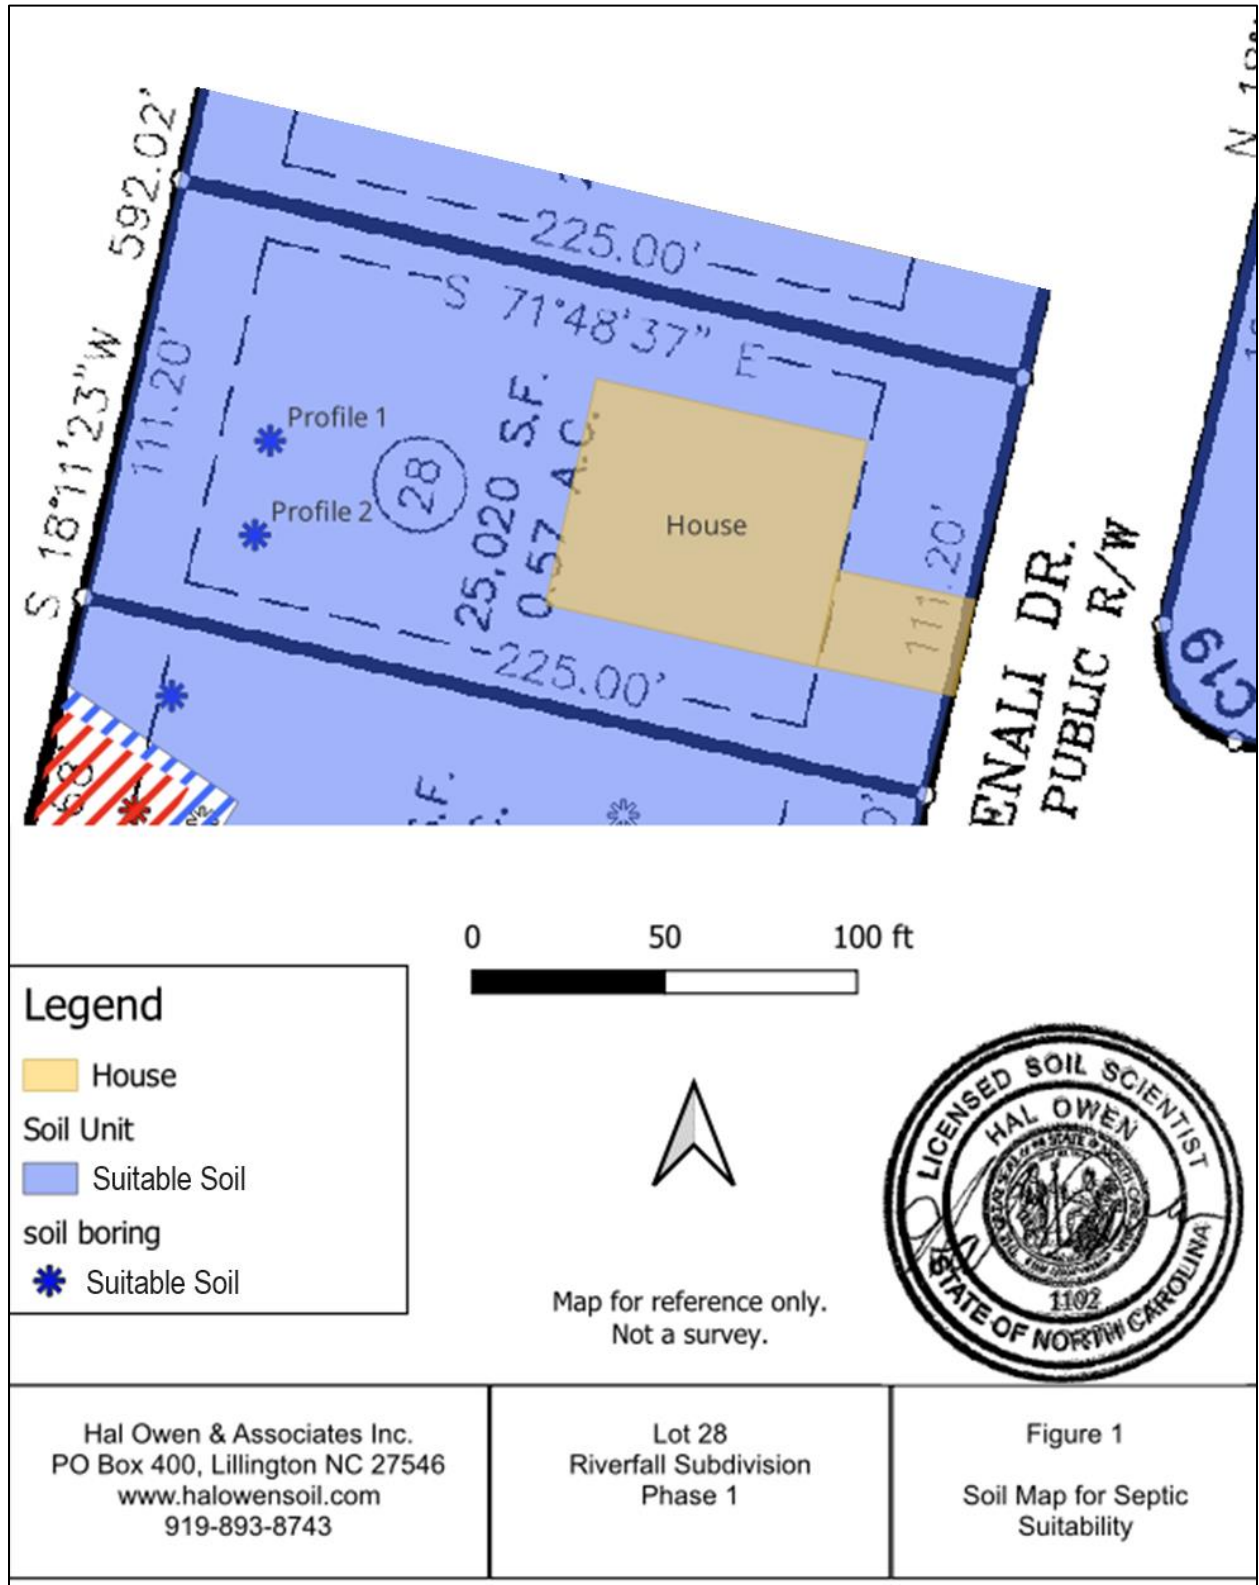 592.02'
S 18°11'23"W
111.20'
225.00'
S 71°48'37" E
Profile 1
Profile 2
28
25,020 S.F.
0.57 A.C.
House
111.20'
225.00'
ENALI DR.
PUBLIC R/W
C19
.F.
68.
0'
0 50 100 ft
Legend
House
Soil Unit
Suitable Soil
soil boring
Suitable Soil
Map for reference only.
Not a survey.
LICENSED SOIL SCIENTIST
HAL OWEN
1102
STATE OF NORTH CAROLINA
Hal Owen & Associates Inc.
PO Box 400, Lillington NC 27546
www.halowensoil.com
919-893-8743
Lot 28
Riverfall Subdivision
Phase 1
Figure 1
Soil Map for Septic
Suitability